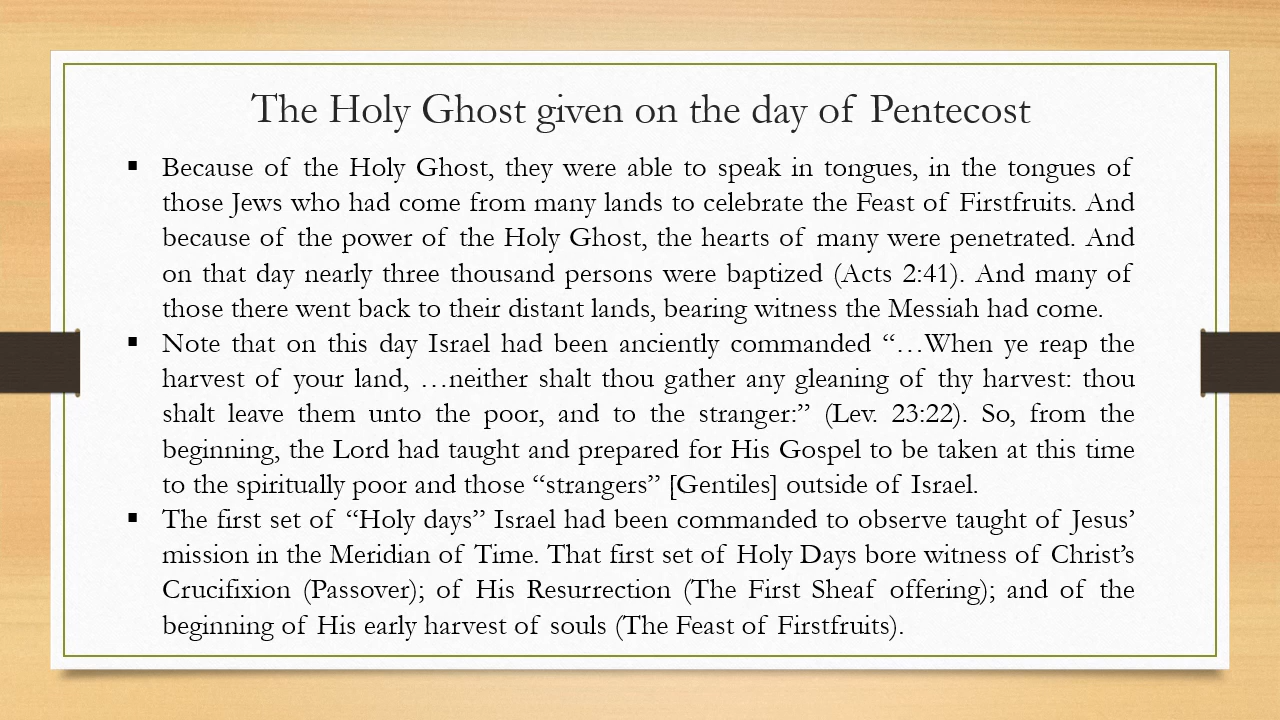 The Holy Ghost given on the day of Pentecost
▪ Because of the Holy Ghost, they were able to speak in tongues, in the tongues of
those Jews who had come from many lands to celebrate the Feast of Firstfruits. And
because of the power of the Holy Ghost, the hearts of many were penetrated. And
on that day nearly three thousand persons were baptized (Acts 2:41). And many of
those there went back to their distant lands, bearing witness the Messiah had come.
▪ Note that on this day Israel had been anciently commanded “…When ye reap the
harvest of your land, …neither shalt thou gather any gleaning of thy harvest: thou
shalt leave them unto the poor, and to the stranger:” (Lev. 23:22). So, from the
beginning, the Lord had taught and prepared for His Gospel to be taken at this time
to the spiritually poor and those “strangers” [Gentiles] outside of Israel.
▪ The first set of “Holy days” Israel had been commanded to observe taught of Jesus’
mission in the Meridian of Time. That first set of Holy Days bore witness of Christ’s
Crucifixion (Passover); of His Resurrection (The First Sheaf offering); and of the
beginning of His early harvest of souls (The Feast of Firstfruits).